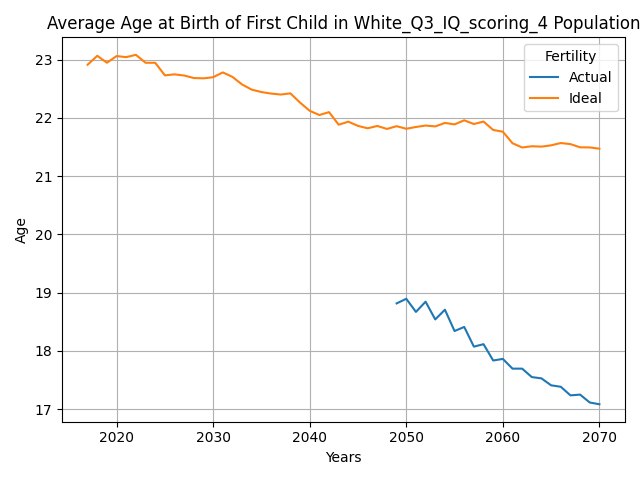 Average Age at Birth of First Child in White_Q3_IQ_scoring_4 Population
Fertility
Actual
Ideal
Age
23
22
21
20
19
18
17
2020
2030
2040
2050
2060
2070
Years